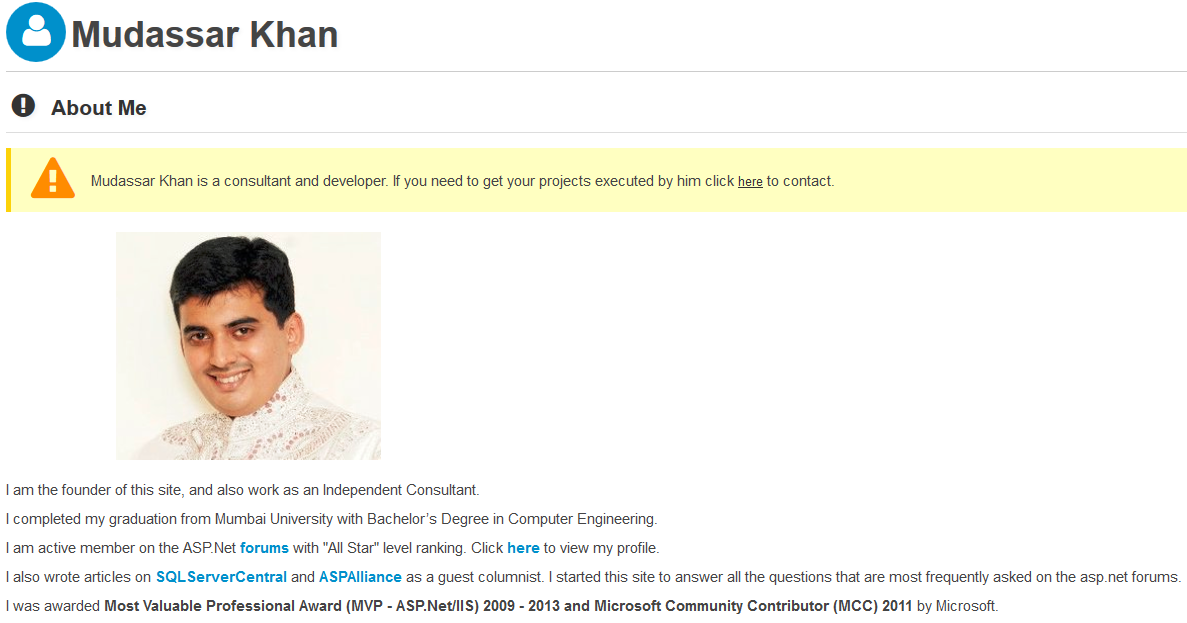 Mudassar Khan
About Me
Mudassar Khan is a consultant and developer. If you need to get your projects executed by him click here to contact.
I am the founder of this site, and also work as an Independent Consultant.
I completed my graduation from Mumbai University with Bachelor’s Degree in Computer Engineering.
I am active member on the ASP.Net forums with "All Star" level ranking. Click here to view my profile.
I also wrote articles on SQLServerCentral and ASPAlliance as a guest columnist. I started this site to answer all the questions that are most frequently asked on the asp.net forums.
I was awarded Most Valuable Professional Award (MVP - ASP.Net/IIS) 2009 - 2013 and Microsoft Community Contributor (MCC) 2011 by Microsoft.